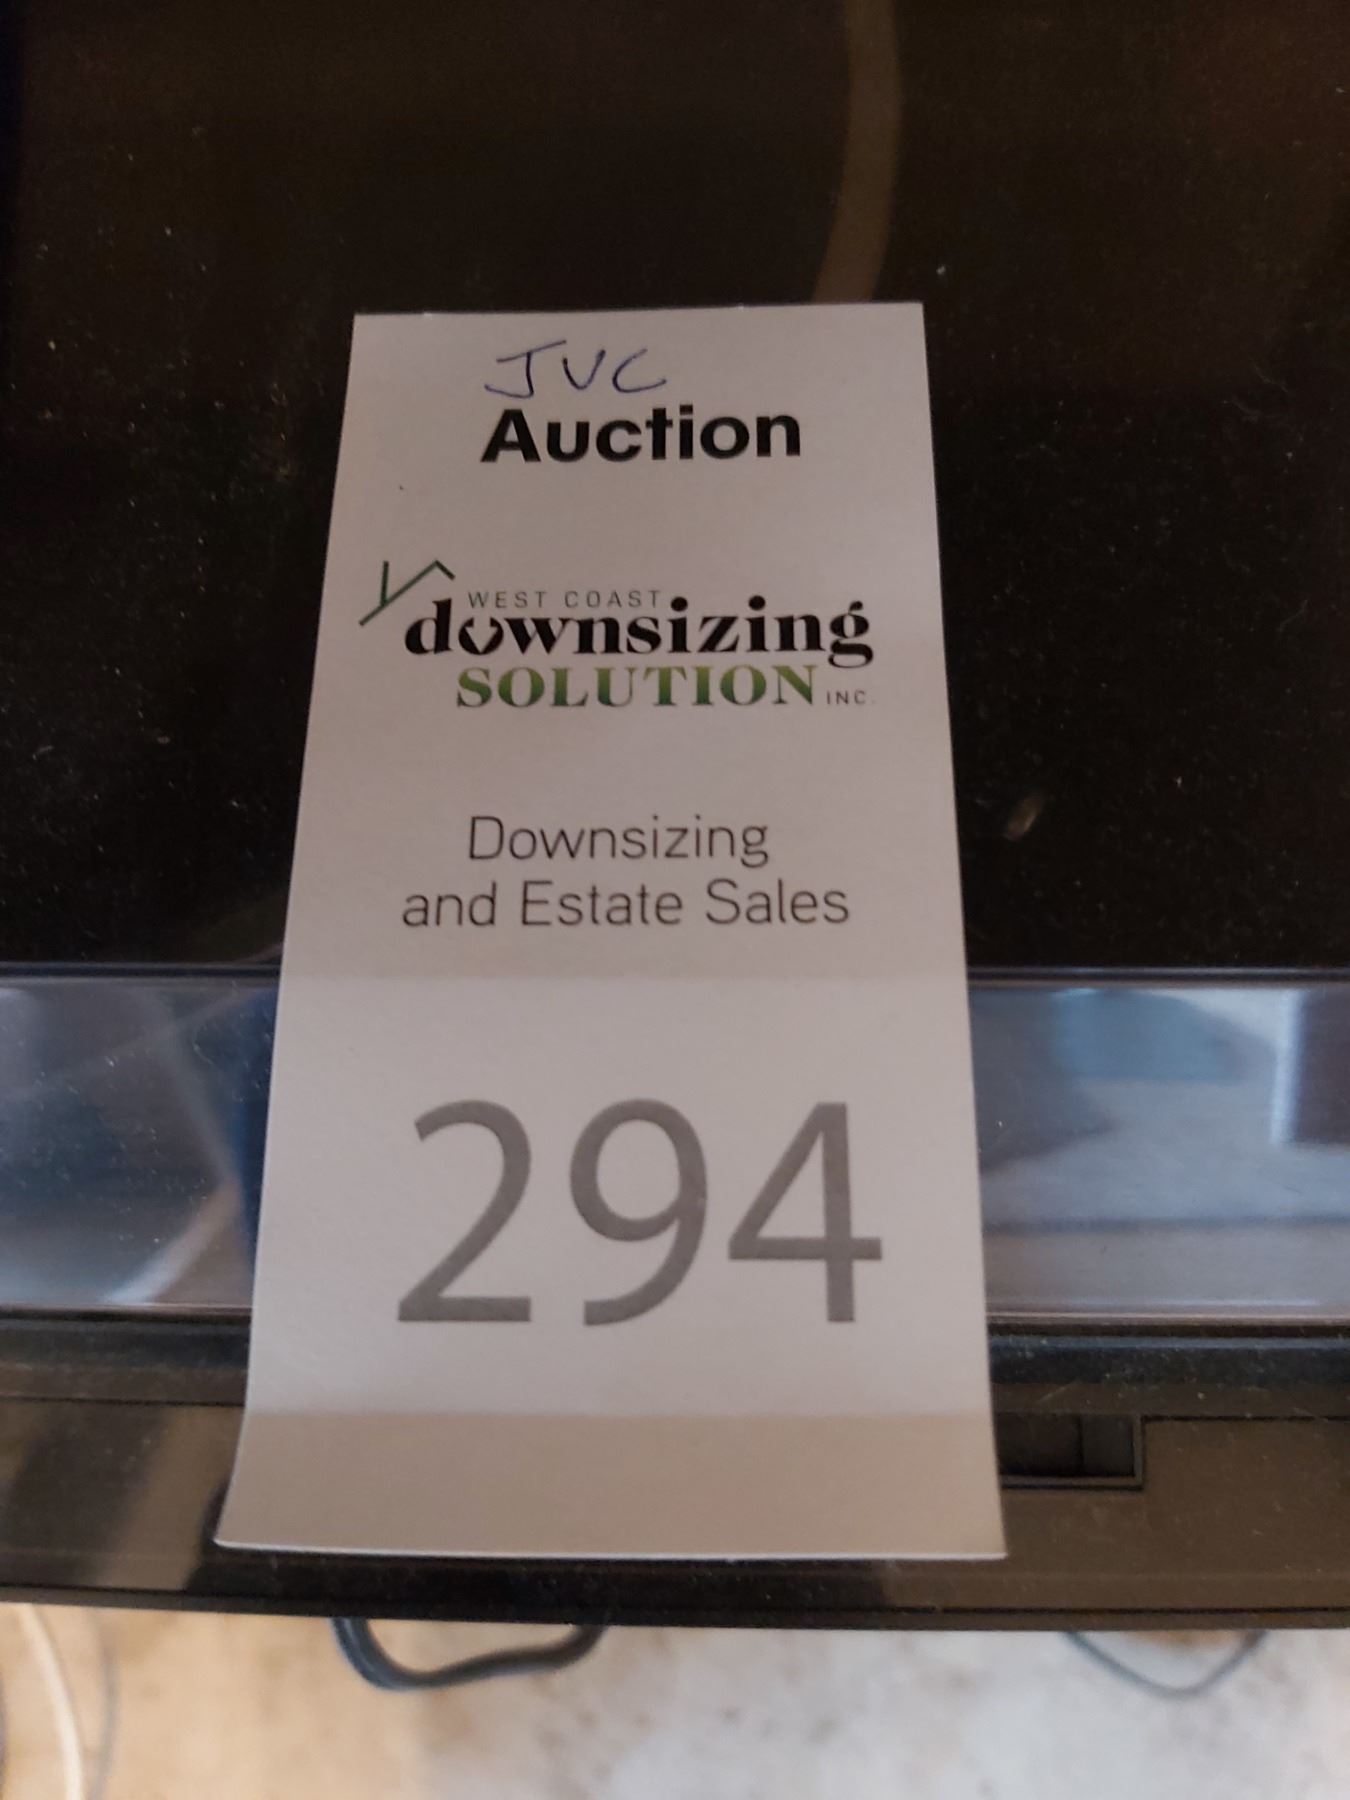 JVC
Auction
WEST COAST
downsizing
SOLUTION INC.
Downsizing
and Estate Sales
294